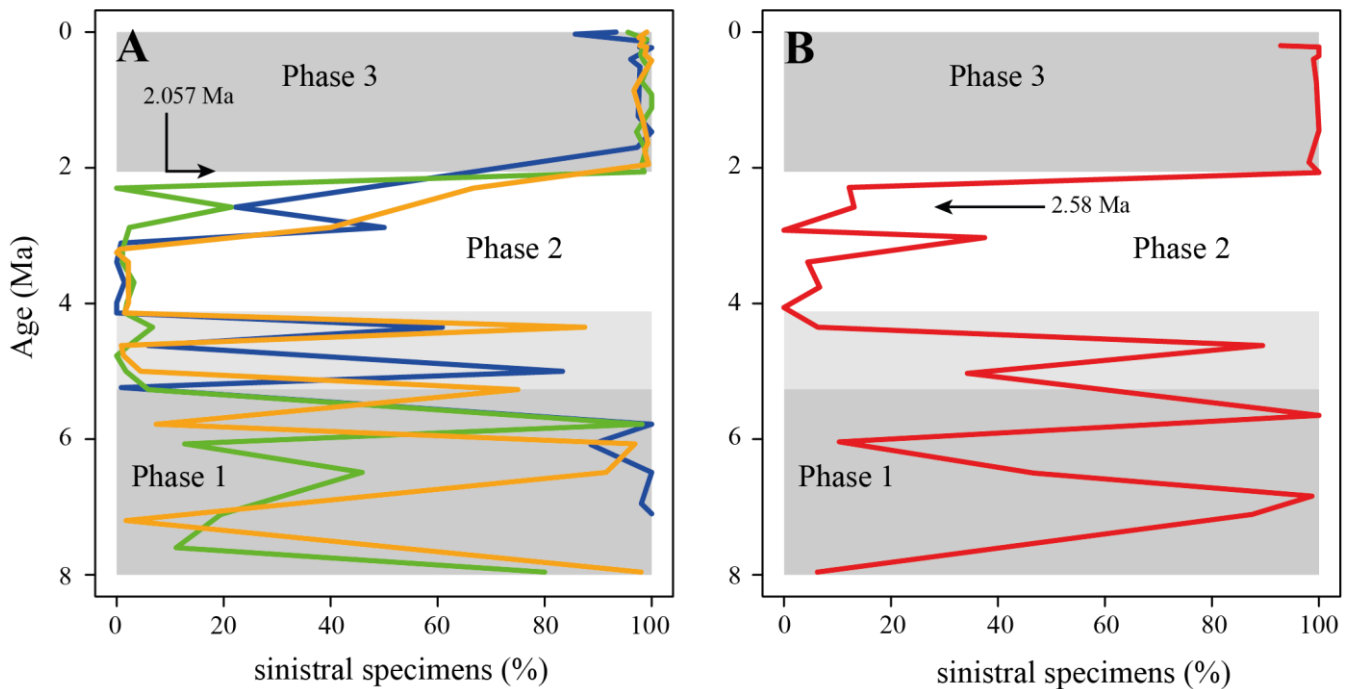 A
Phase 3
2.057 Ma
Phase 2
Phase 1
Age (Ma)
0
2
4
6
8
0 20 40 60 80 100
sinistral specimens (%)
B
Phase 3
2.58 Ma
Phase 2
Phase 1
0
2
4
6
8
0 20 40 60 80 100
sinistral specimens (%)